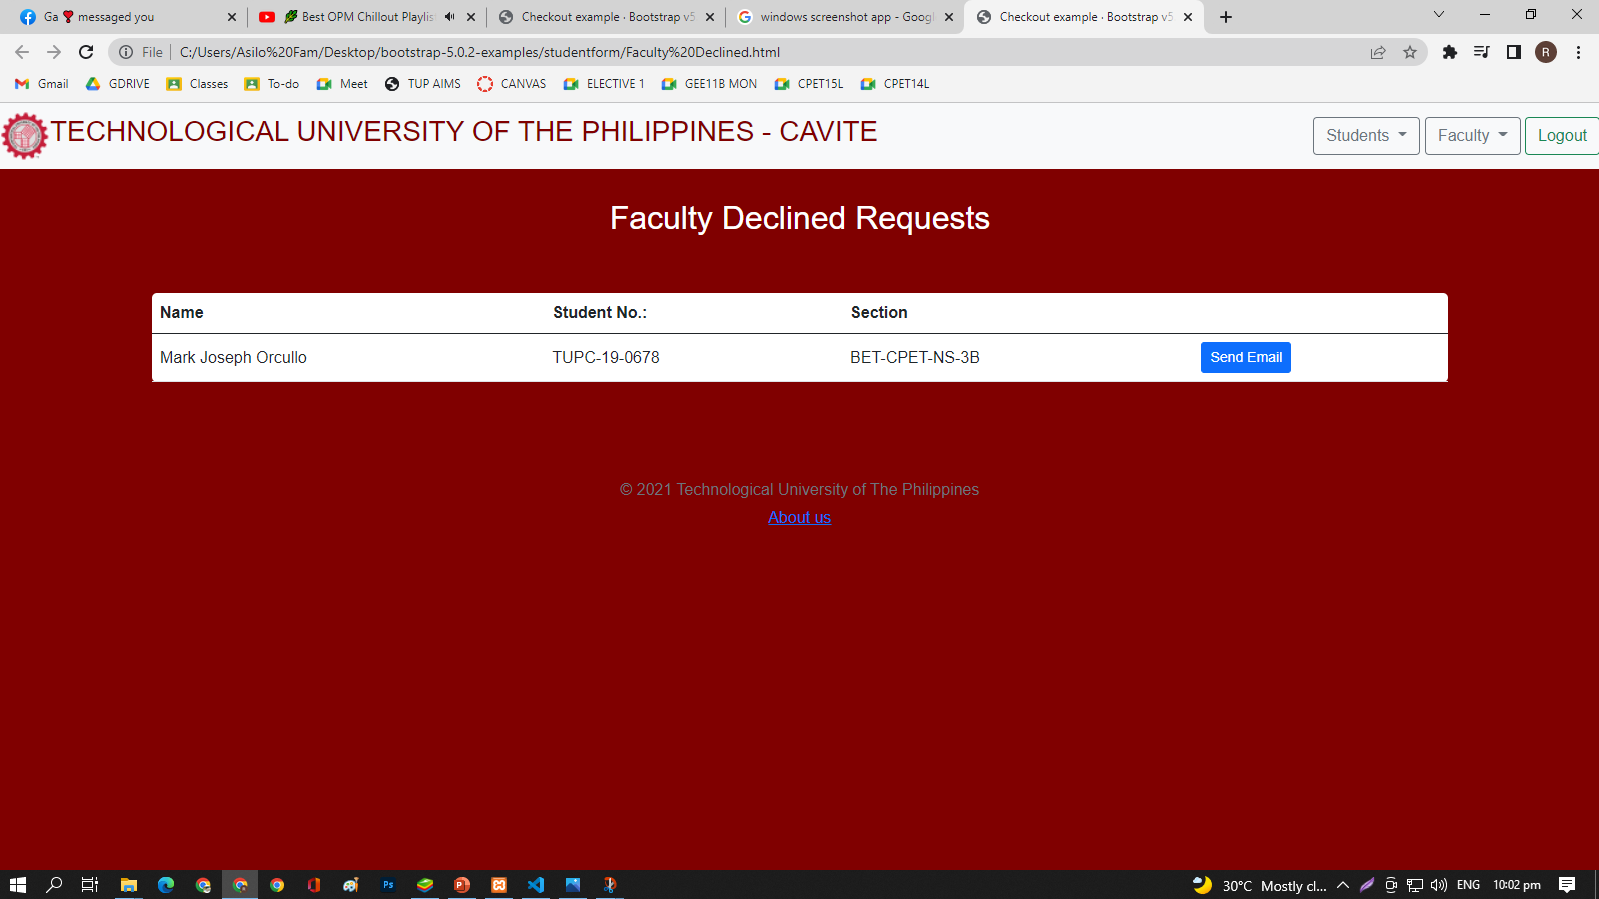 Ga ❣ messaged you
Best OPM Chillout Playlis
Checkout example · Bootstrap v5
windows screenshot app - Goog
Checkout example · Bootstrap v5
File
C:/Users/Asilo%20Fam/Desktop/bootstrap-5.0.2-examples/studentform/Faculty%20Declined.html
R
Gmail GDRIVE Classes To-do Meet TUP AIMS CANVAS ELECTIVE 1 GEE11B MON CPET15L CPET14L
TECHNOLOGICAL UNIVERSITY OF THE PHILIPPINES - CAVITE
Students Faculty Logout
Faculty Declined Requests
Name Student No.: Section
Mark Joseph Orcullo TUPC-19-0678 BET-CPET-NS-3B Send Email
© 2021 Technological University of The Philippines
About us
Ps
30°C Mostly cl... ENG 10:02 pm